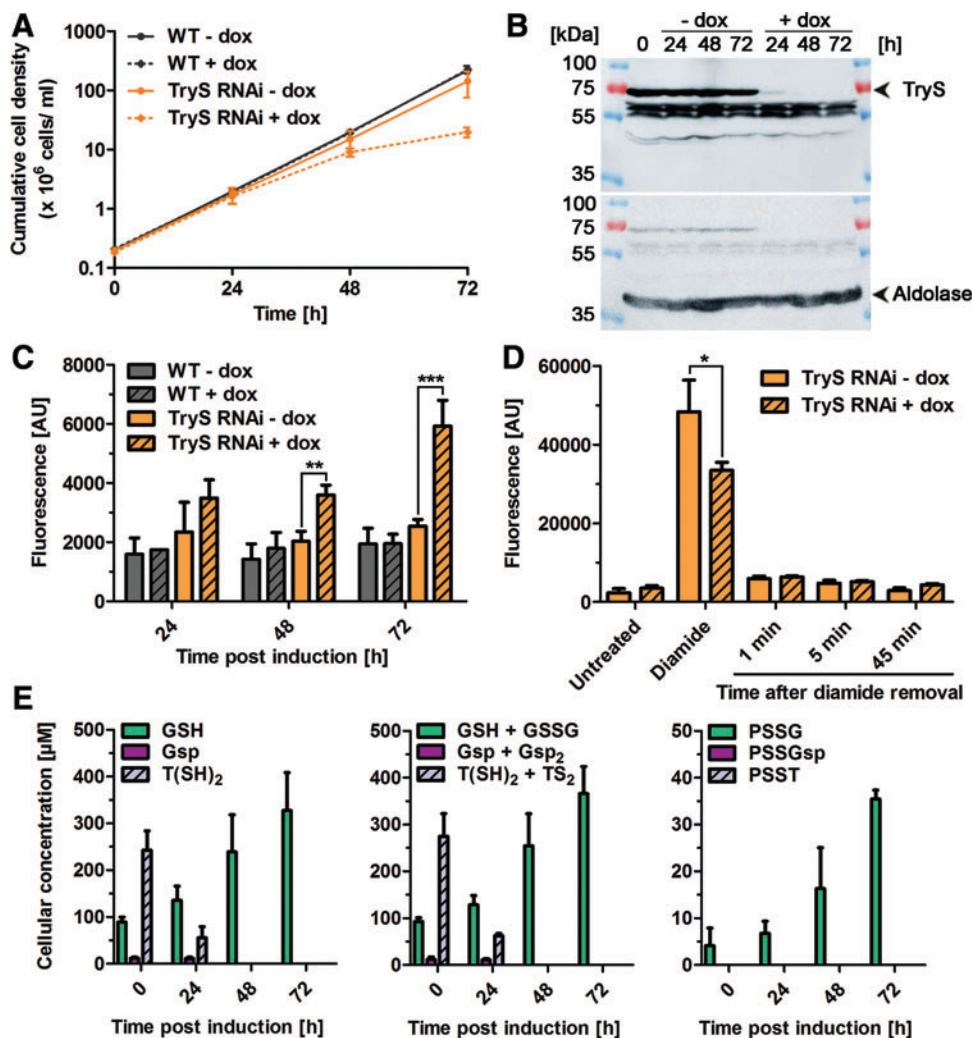 A
WT - dox
WT + dox
TryS RNAi - dox
TryS RNAi + dox
Cumulative cell density
(x 10⁶ cells/ ml)
1000
100
10
1
0.1
0 24 48 72
Time [h]
B
[kDa]
- dox + dox
0 24 48 72 24 48 72 [h]
100
75
55
35
TryS
100
75
55
35
Aldolase
C
WT - dox
WT + dox
TryS RNAi - dox
TryS RNAi + dox
Fluorescence [AU]
8000
6000
4000
2000
0
**
***
24 48 72
Time post induction [h]
D
TryS RNAi - dox
TryS RNAi + dox
Fluorescence [AU]
60000
40000
20000
0
*
Untreated Diamide 1 min 5 min 45 min
Time after diamide removal
E
GSH
Gsp
T(SH)₂
Cellular concentration [µM]
500
400
300
200
100
0
0 24 48 72
Time post induction [h]
GSH + GSSG
Gsp + Gsp₂
T(SH)₂ + TS₂
500
400
300
200
100
0
0 24 48 72
Time post induction [h]
PSSG
PSSGsp
PSST
50
40
30
20
10
0
0 24 48 72
Time post induction [h]